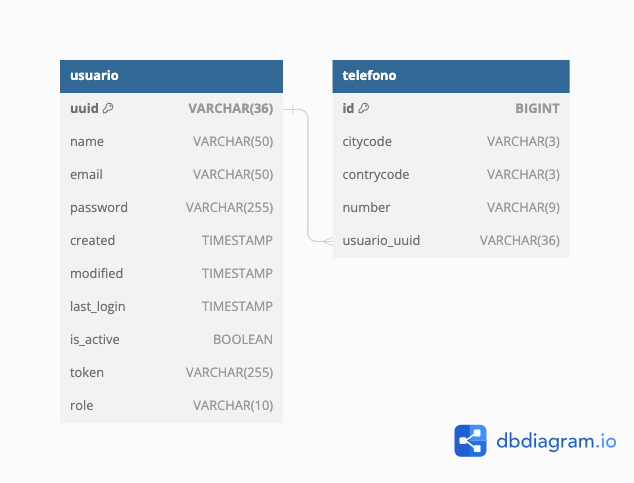 usuario
uuid VARCHAR(36)
name VARCHAR(50)
email VARCHAR(50)
password VARCHAR(255)
created TIMESTAMP
modified TIMESTAMP
last_login TIMESTAMP
is_active BOOLEAN
token VARCHAR(255)
role VARCHAR(10)
telefono
id BIGINT
citycode VARCHAR(3)
contrycode VARCHAR(3)
number VARCHAR(9)
usuario_uuid VARCHAR(36)
dbdiagram.io